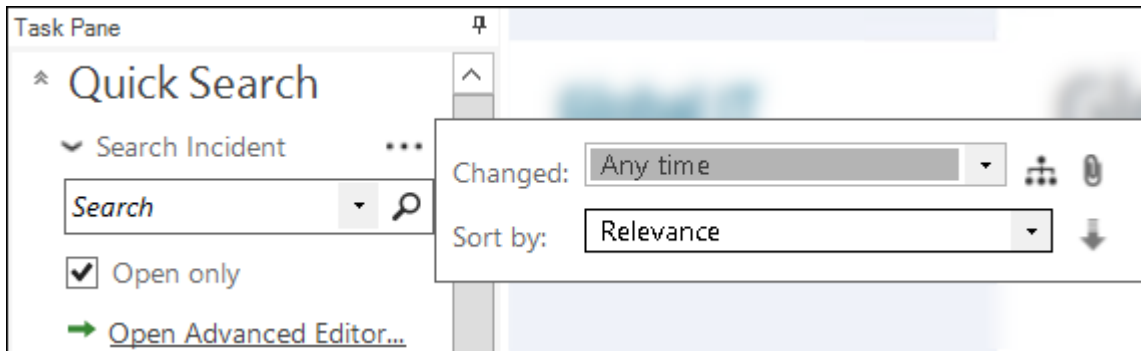 Task Pane
Quick Search
Search Incident
Search
Open only
Open Advanced Editor...
Changed: Any time
Sort by: Relevance